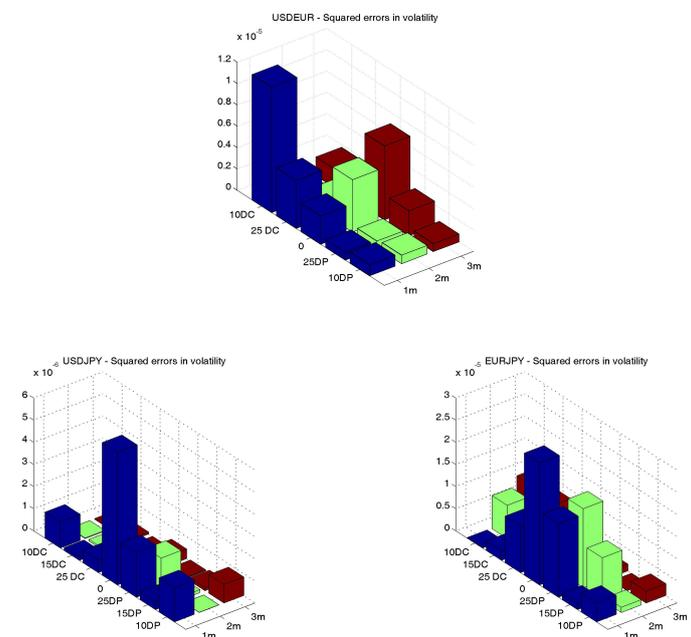 USDEUR - Squared errors in volatility
x 10 -5
1.2
1
0.8
0.6
0.4
0.2
0
10DC
25 DC
0
25DP
10DP
1m
2m
3m
USDJPY - Squared errors in volatility
x 10 -6
6
5
4
3
2
1
0
10DC
15DC
25 DC
0
25DP
15DP
10DP
1m
2m
3m
EURJPY - Squared errors in volatility
x 10 -5
3
2.5
2
1.5
1
0.5
0
10DC
15DC
25 DC
0
25DP
15DP
10DP
1m
2m
3m